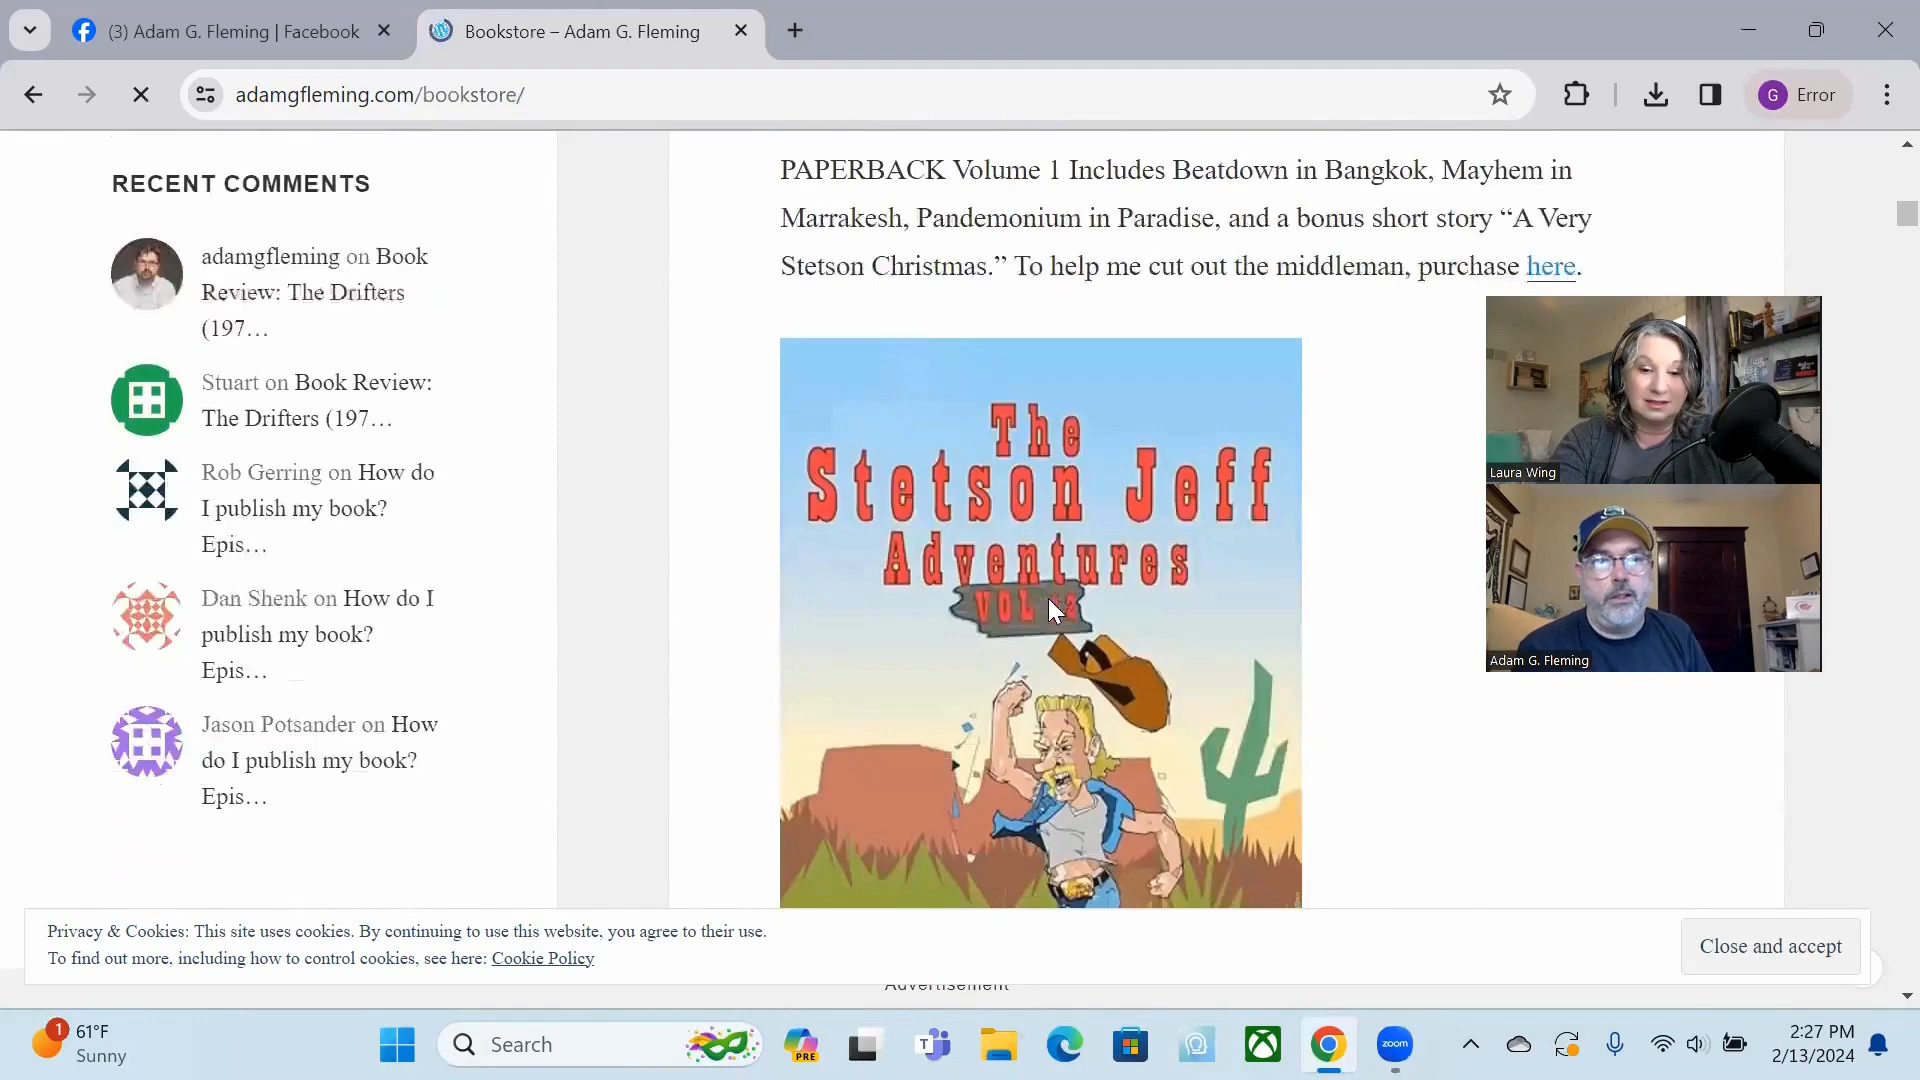 (3) Adam G. Fleming | Facebook
Bookstore – Adam G. Fleming
adamgfleming.com/bookstore/
G
Error
RECENT COMMENTS
adamgfleming on Book
Review: The Drifters
(197…
Stuart on Book Review:
The Drifters (197…
Rob Gerring on How do
I publish my book?
Epis…
Dan Shenk on How do I
publish my book?
Epis…
Jason Potsander on How
do I publish my book?
Epis…
PAPERBACK Volume 1 Includes Beatdown in Bangkok, Mayhem in
Marrakesh, Pandemonium in Paradise, and a bonus short story “A Very
Stetson Christmas.” To help me cut out the middleman, purchase here.
The
Stetson Jeff
Adventures
VOL
Laura Wing
Adam G. Fleming
Privacy & Cookies: This site uses cookies. By continuing to use this website, you agree to their use.
To find out more, including how to control cookies, see here: Cookie Policy
Close and accept
Advertisement
1
61°F
Sunny
Search
PRE
T
zoom
2:27 PM
2/13/2024